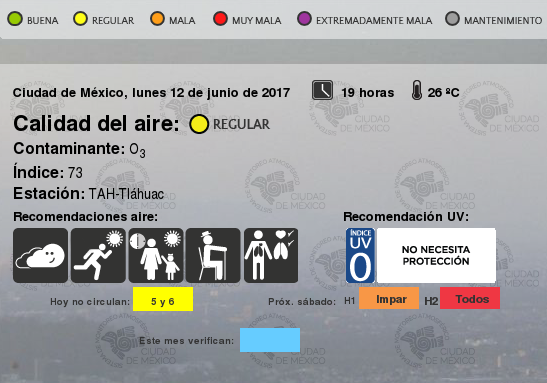 BUENA REGULAR MALA MUY MALA EXTREMADAMENTE MALA MANTENIMIENTO
Ciudad de México, lunes 12 de junio de 2017 19 horas 26 ºC
Calidad del aire: REGULAR
Contaminante: O3
Índice: 73
Estación: TAH-Tláhuac
Recomendaciones aire: Recomendación UV:
ÍNDICE
UV
0
NO NECESITA
PROTECCIÓN
Hoy no circulan: 5 y 6 Próx. sábado: H1 Impar H2 Todos
Este mes verifican:
CIUDAD
DE MÉXICO